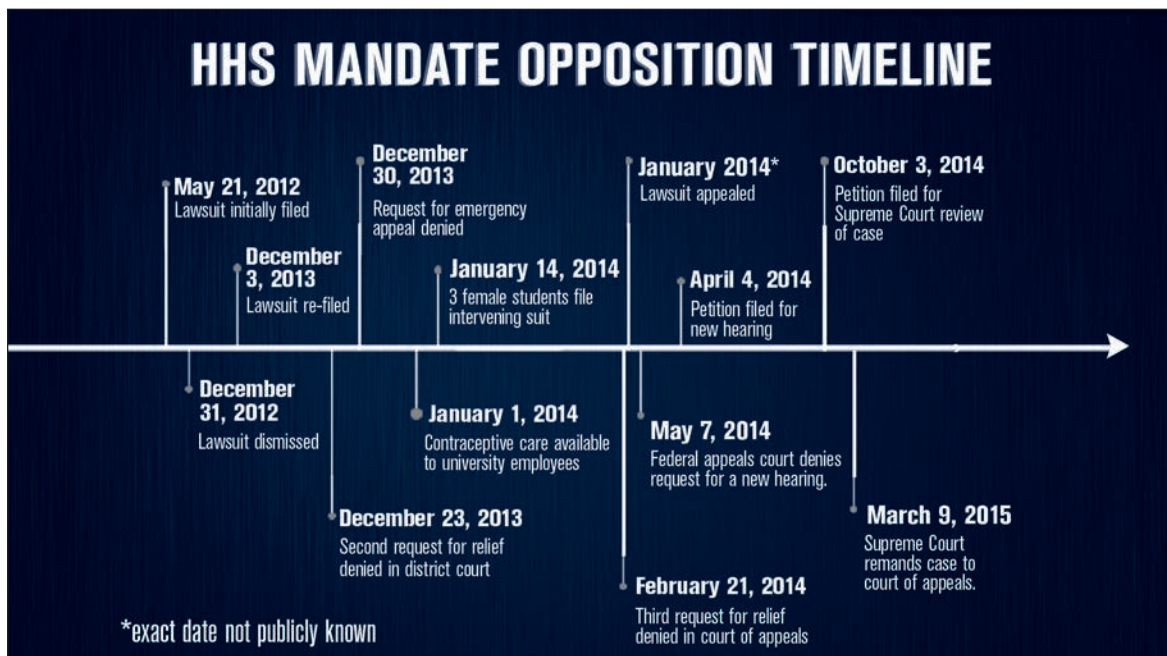 HHS MANDATE OPPOSITION TIMELINE
May 21, 2012
Lawsuit initially filed
December
31, 2012
Lawsuit dismissed
December
3, 2013
Lawsuit re-filed
December 23, 2013
Second request for relief
denied in district court
December
30, 2013
Request for emergency
appeal denied
January 1, 2014
Contraceptive care available
to university employees
January 14, 2014
3 female students file
intervening suit
January 2014*
Lawsuit appealed
February 21, 2014
Third request for relief
denied in court of appeals
May 7, 2014
Federal appeals court denies
request for a new hearing.
April 4, 2014
Petition filed for
new hearing
October 3, 2014
Petition filed for
Supreme Court review
of case
March 9, 2015
Supreme Court
remands case to
court of appeals.
*exact date not publicly known